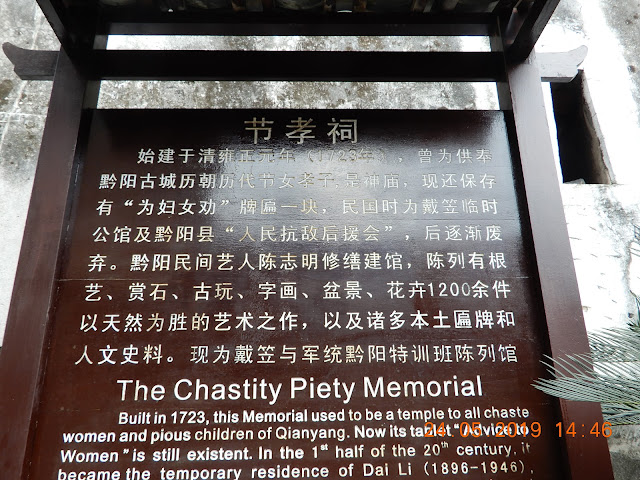 节孝祠
始建于清雍正元年（1723年），曾为供奉
黔阳古城历朝历代节女孝子，是神庙，现还保存
有“为妇女劝”牌匾一块，民国时为戴笠临时
公馆及黔阳县“人民抗敌后援会”，后逐渐废
弃。黔阳民间艺人陈志明修缮建馆，陈列有根
艺、赏石、古玩、字画、盆景、花卉1200余件
以天然为胜的艺术之作，以及诸多本土匾牌和
人文史料。现为戴笠与军统黔阳特训班陈列馆
The Chastity Piety Memorial
Built in 1723, this Memorial used to be a temple to all chaste
women and pious children of Qianyang. Now its tablet “Advice to
Women” is still existent. In the 1st half of the 20th century, it
became the temporary residence of Dai Li (1896-1946),
24 05 2019 14:46